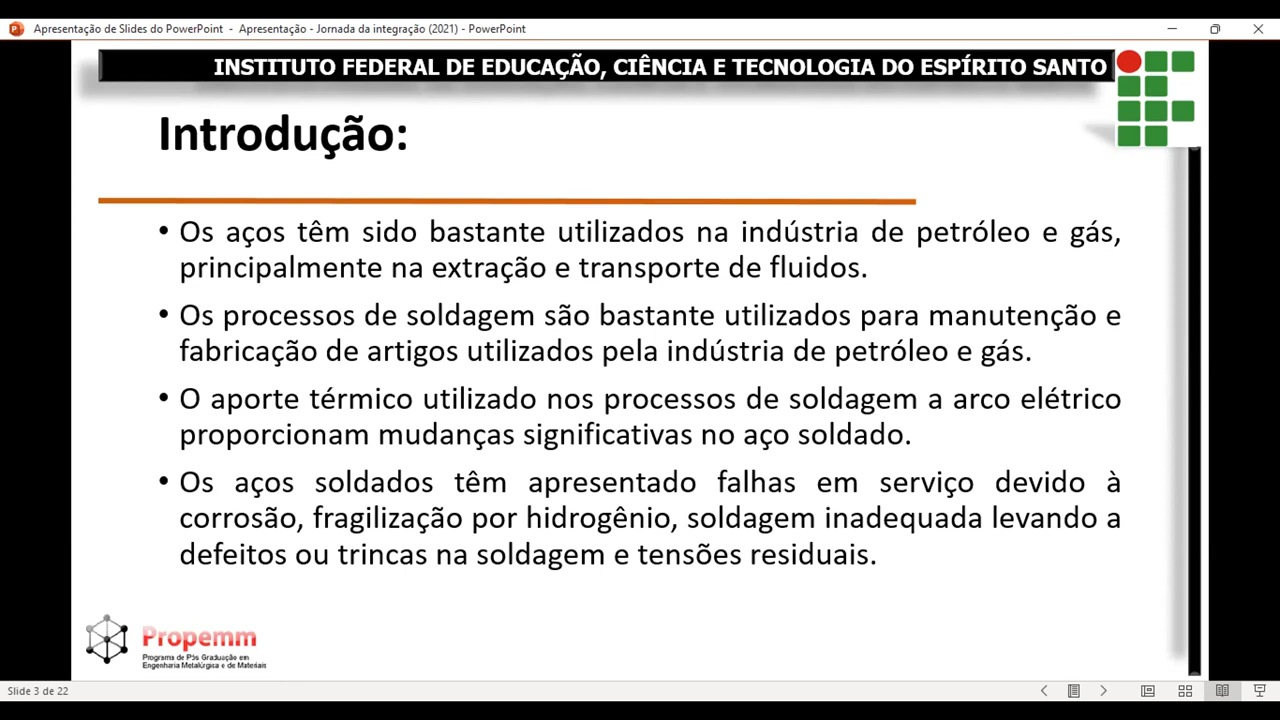 Apresentação de Slides do PowerPoint - Apresentação - Jornada da integração (2021) - PowerPoint
INSTITUTO FEDERAL DE EDUCAÇÃO, CIÊNCIA E TECNOLOGIA DO ESPÍRITO SANTO
Introdução:
• Os aços têm sido bastante utilizados na indústria de petróleo e gás,
principalmente na extração e transporte de fluidos.
• Os processos de soldagem são bastante utilizados para manutenção e
fabricação de artigos utilizados pela indústria de petróleo e gás.
• O aporte térmico utilizado nos processos de soldagem a arco elétrico
proporcionam mudanças significativas no aço soldado.
• Os aços soldados têm apresentado falhas em serviço devido à
corrosão, fragilização por hidrogênio, soldagem inadequada levando a
defeitos ou trincas na soldagem e tensões residuais.
Propemm
Programa de Pós Graduação em
Engenharia Metalúrgica e de Materiais
Slide 3 de 22